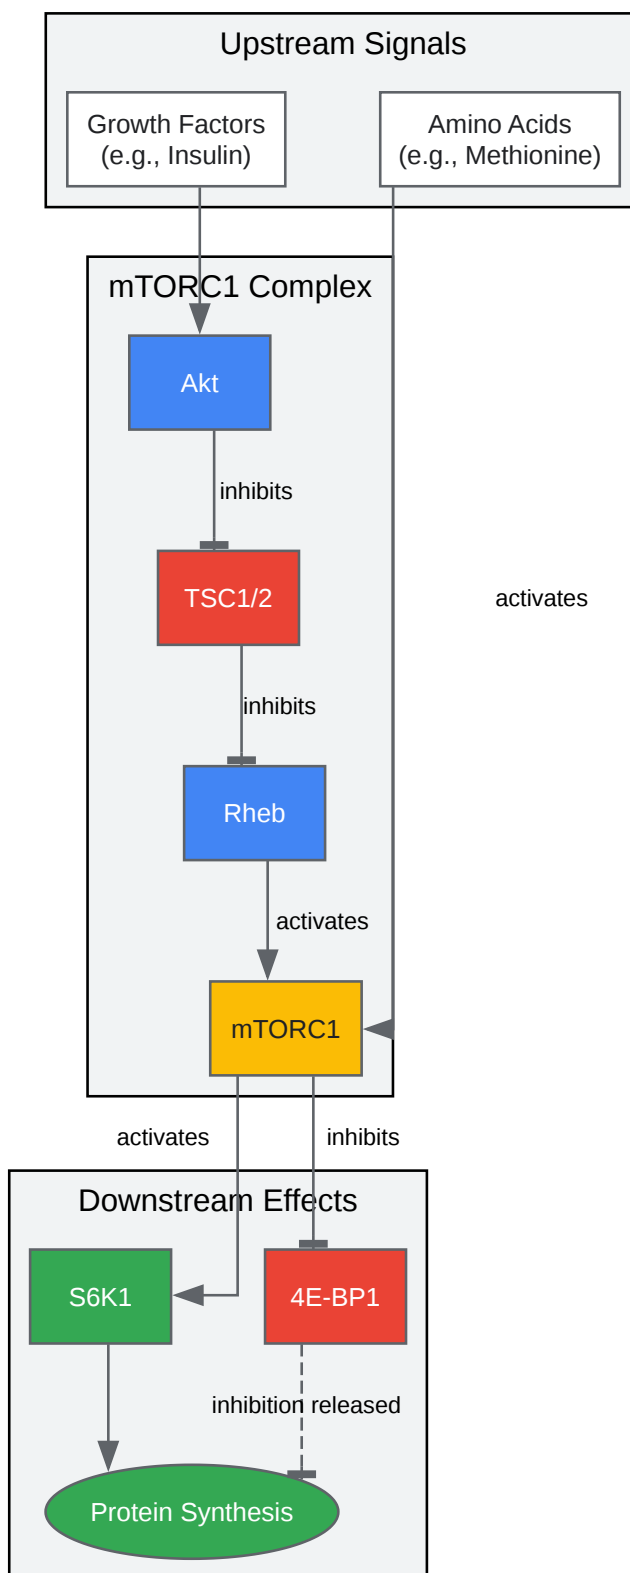 Upstream Signals
Growth Factors
(e.g., Insulin)
Amino Acids
(e.g., Methionine)
mTORC1 Complex
Akt
inhibits
TSC1/2
activates
inhibits
Rheb
activates
mTORC1
activates
inhibits
Downstream Effects
S6K1
4E-BP1
inhibition released
Protein Synthesis